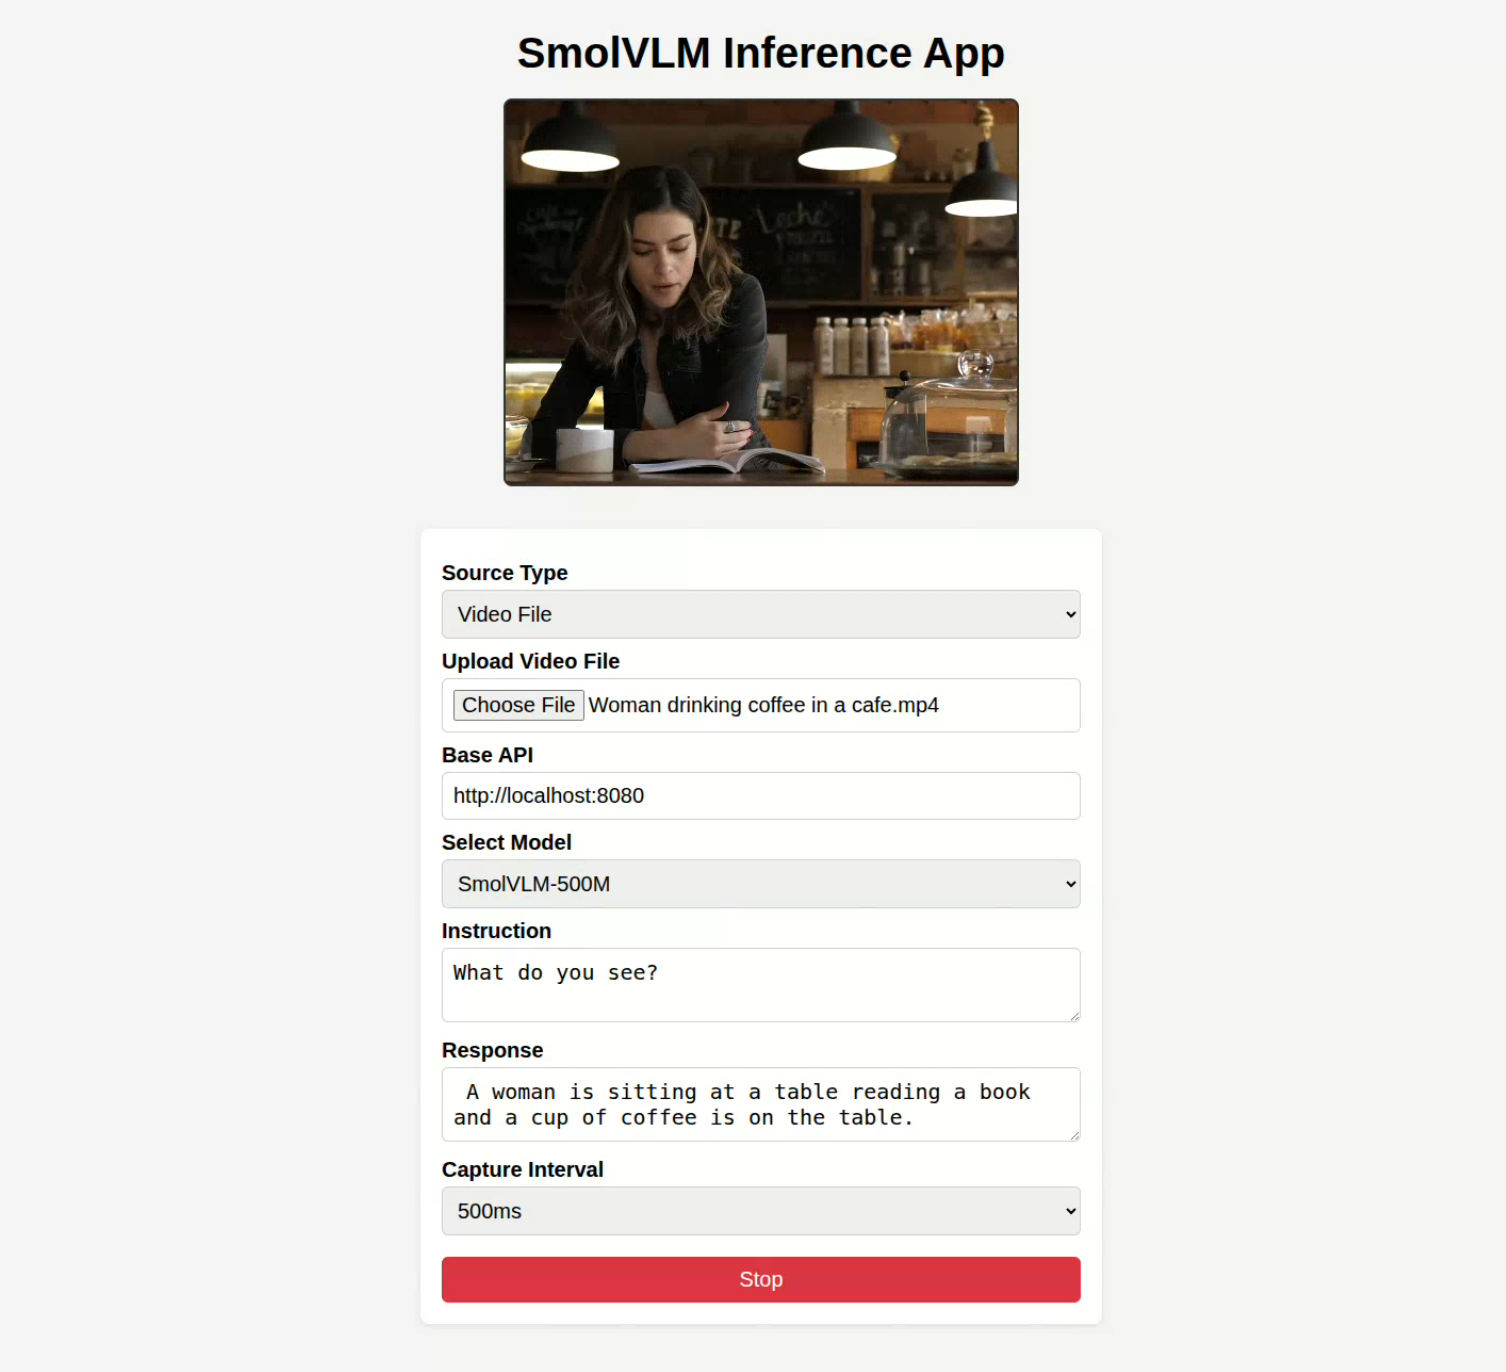 SmolVLM Inference App
Leche
Source Type
Video File
Upload Video File
Choose File Woman drinking coffee in a cafe.mp4
Base API
http://localhost:8080
Select Model
SmolVLM-500M
Instruction
What do you see?
Response
A woman is sitting at a table reading a book
and a cup of coffee is on the table.
Capture Interval
500ms
Stop